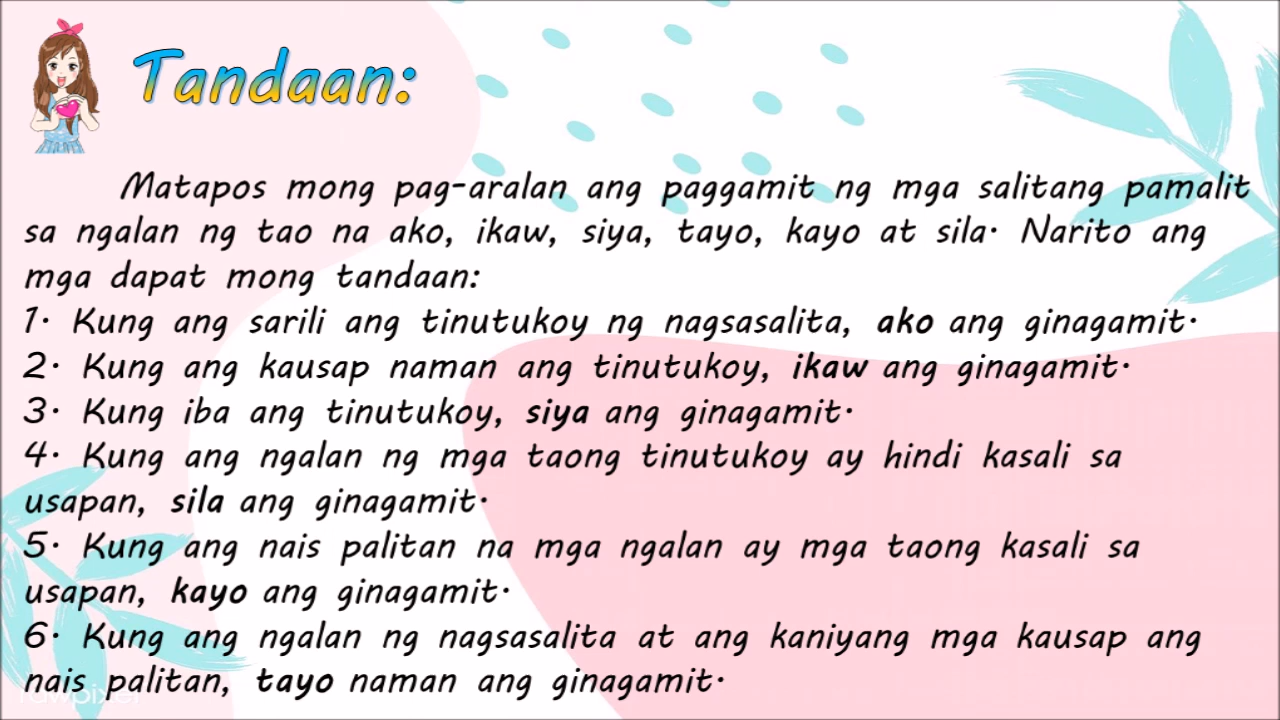 Tandaan:
Matapos mong pag-aralan ang paggamit ng mga salitang pamalit
sa ngalan ng tao na ako, ikaw, siya, tayo, kayo at sila. Narito ang
mga dapat mong tandaan:
1. Kung ang sarili ang tinutukoy ng nagsasalita, ako ang ginagamit.
2. Kung ang kausap naman ang tinutukoy, ikaw ang ginagamit.
3. Kung iba ang tinutukoy, siya ang ginagamit.
4. Kung ang ngalan ng mga taong tinutukoy ay hindi kasali sa
usapan, sila ang ginagamit.
5. Kung ang nais palitan na mga ngalan ay mga taong kasali sa
usapan, kayo ang ginagamit.
6. Kung ang ngalan ng nagsasalita at ang kaniyang mga kausap ang
nais palitan, tayo naman ang ginagamit.
rawpixel